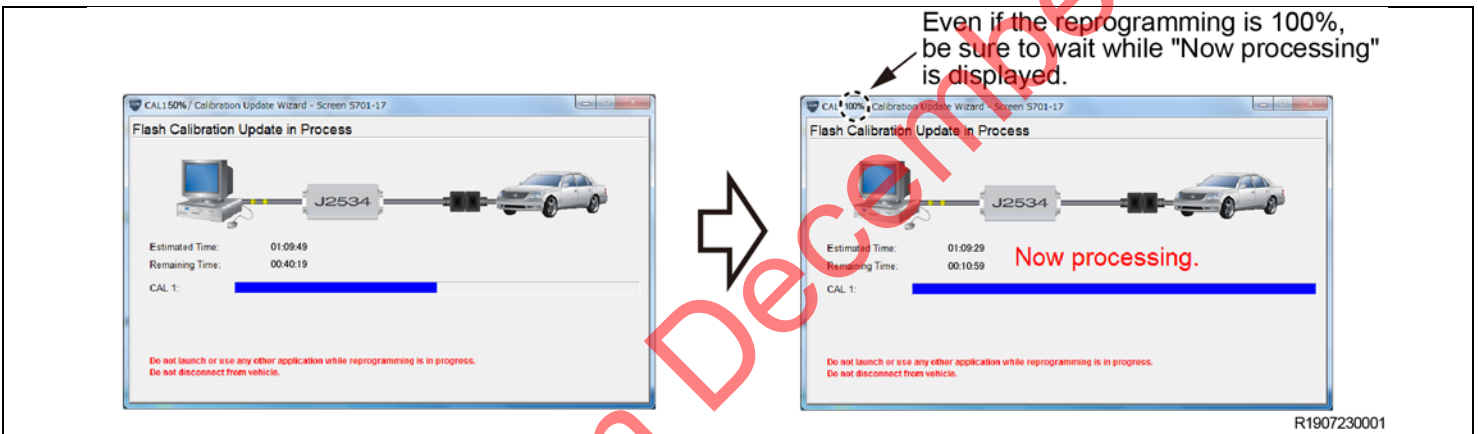 Even if the reprogramming is 100%,
be sure to wait while "Now processing"
is displayed.
CAL150% / Calibration Update Wizard - Screen S701-17
Flash Calibration Update in Process
J2534
Estimated Time: 01:09:49
Remaining Time: 00:40:19
CAL 1:
Do not launch or use any other application while reprogramming is in progress.
Do not disconnect from vehicle.
CAL 100% Calibration Update Wizard - Screen S701-17
Flash Calibration Update in Process
J2534
Estimated Time: 01:09:29
Remaining Time: 00:10:59
Now processing.
CAL 1:
Do not launch or use any other application while reprogramming is in progress.
Do not disconnect from vehicle.
R1907230001
n December